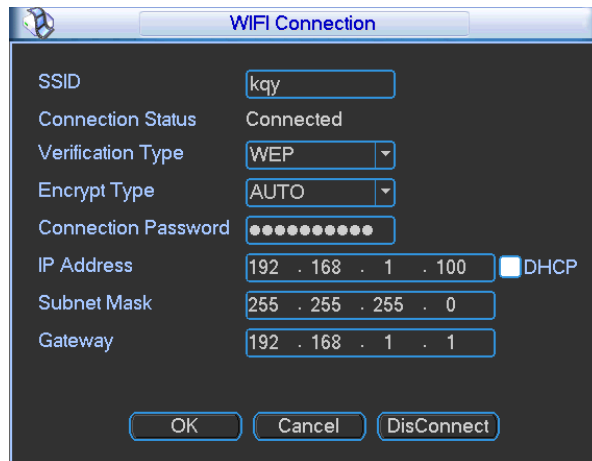 WIFI Connection
SSID kqy
Connection Status Connected
Verification Type WEP
Encrypt Type AUTO
Connection Password ●●●●●●●●●●
IP Address 192 . 168 . 1 . 100 DHCP
Subnet Mask 255 . 255 . 255 . 0
Gateway 192 . 168 . 1 . 1
OK Cancel DisConnect